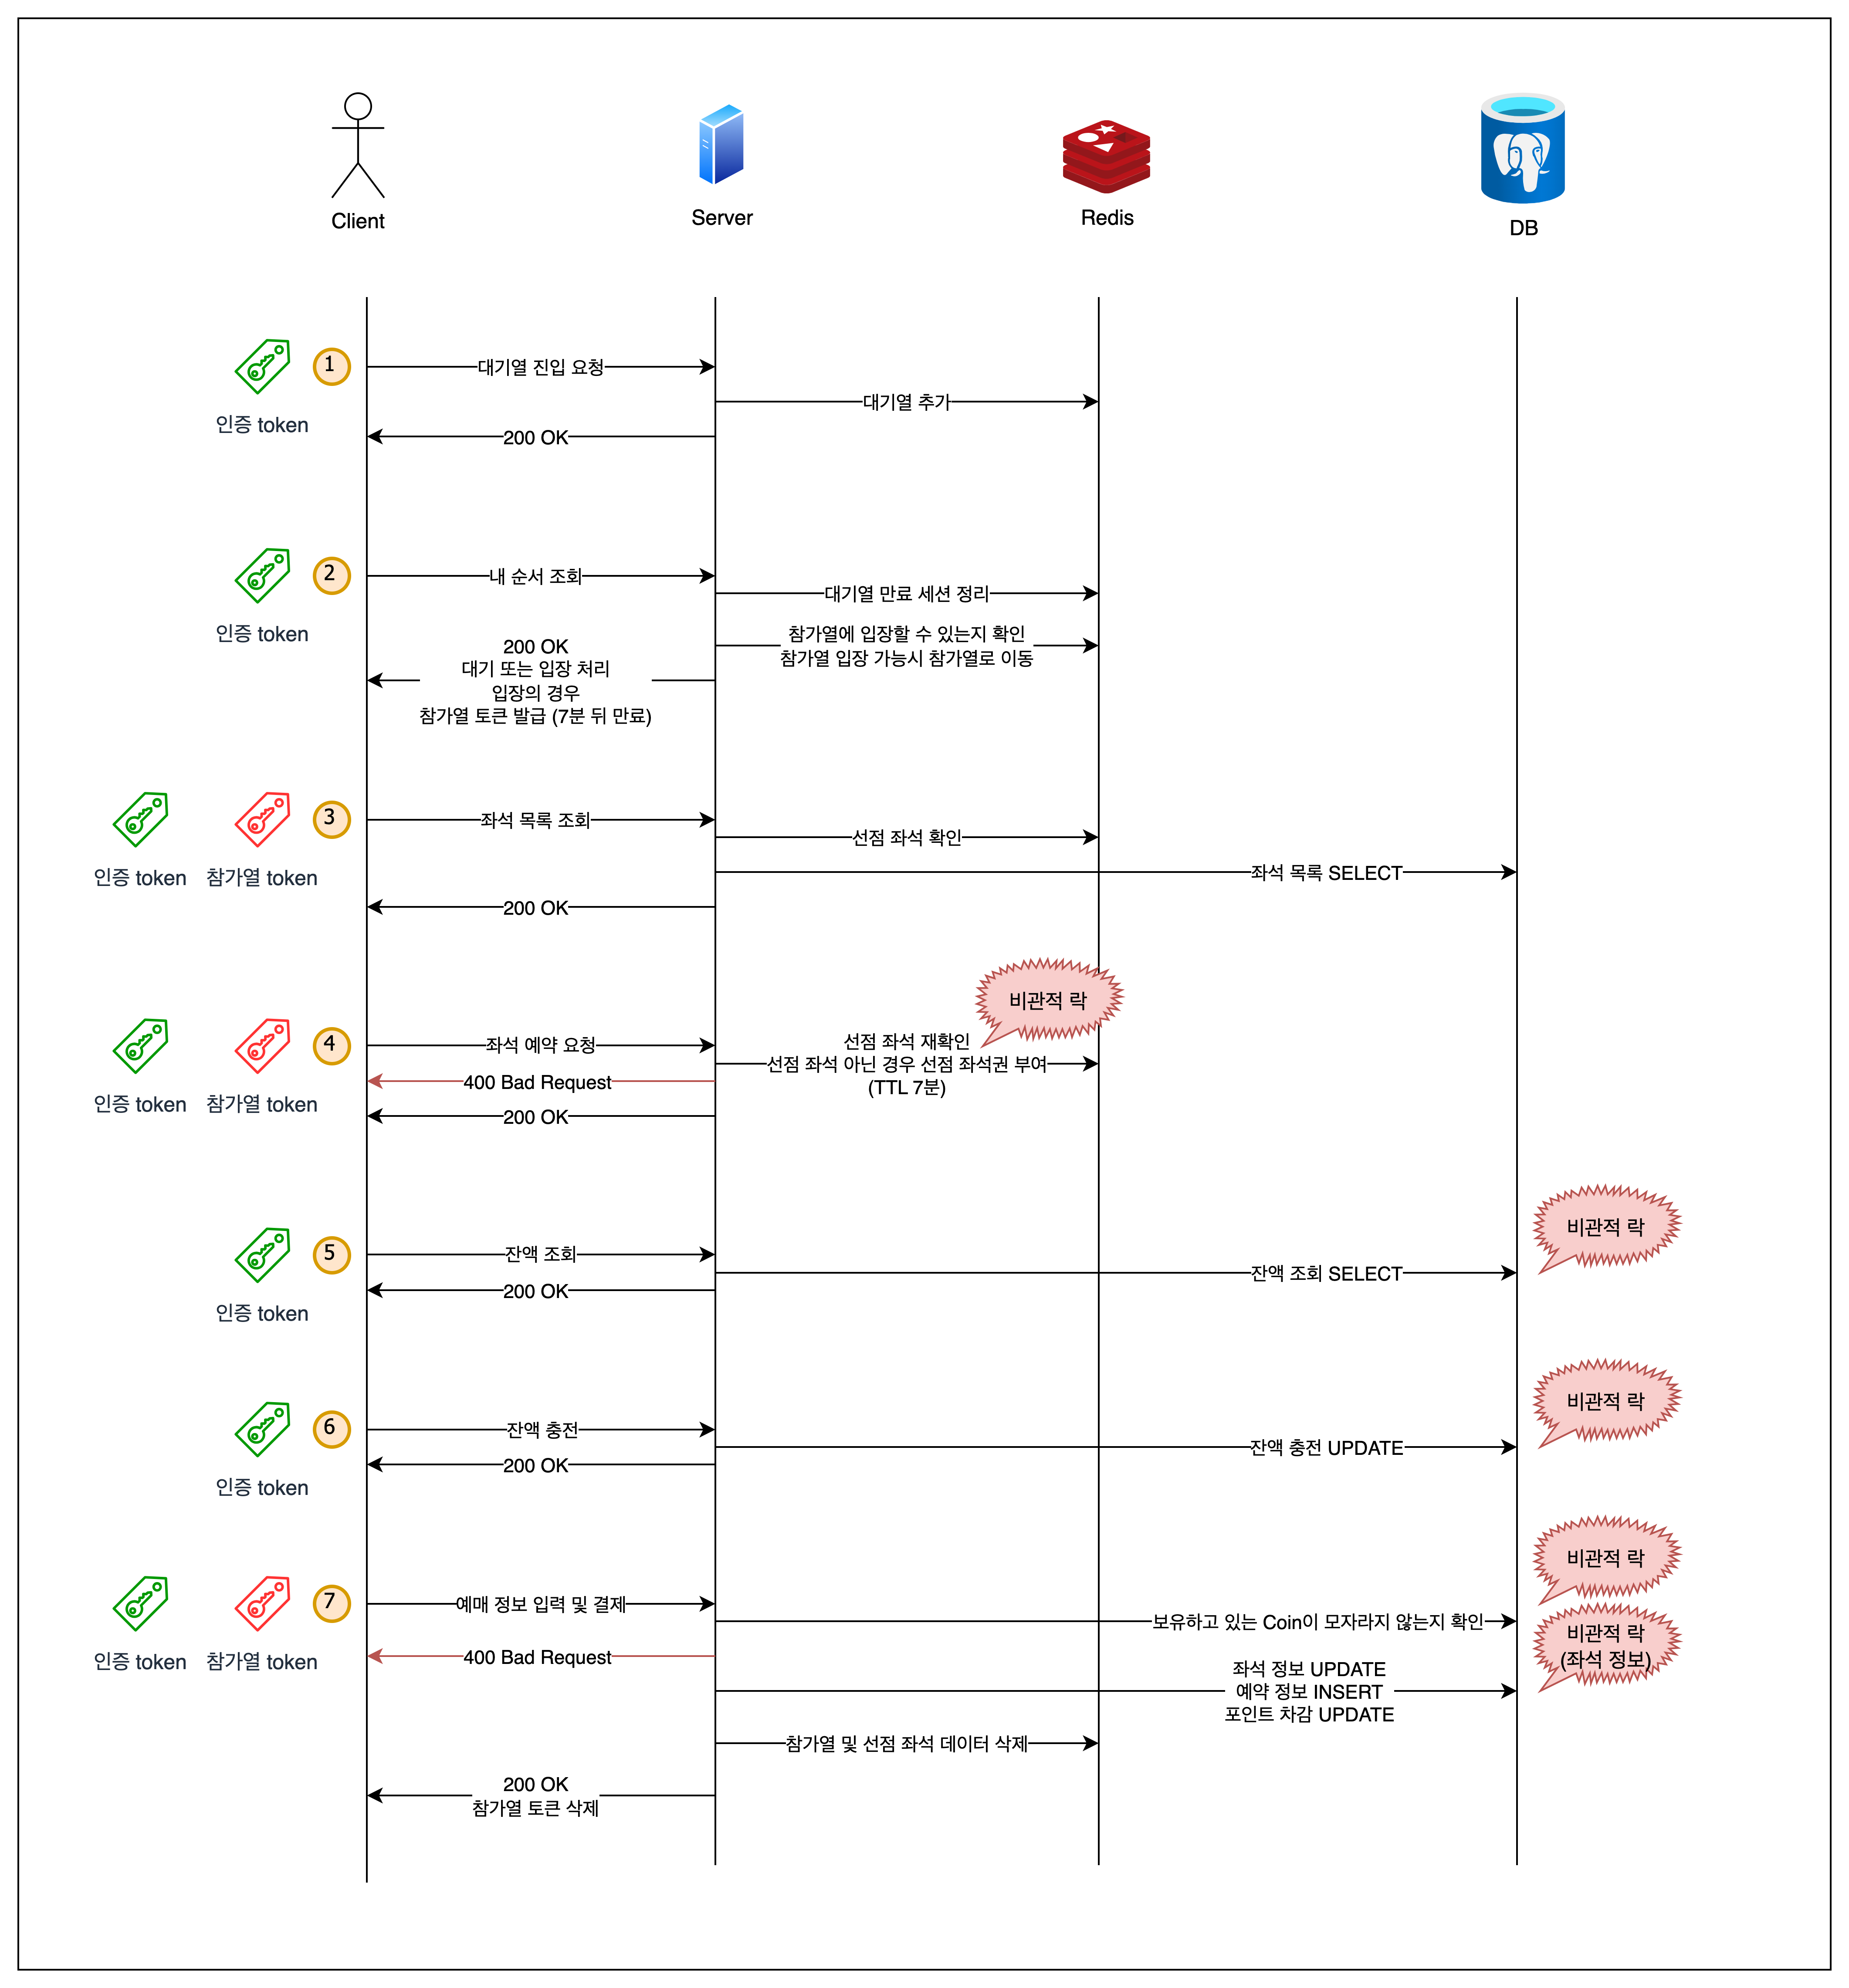 Client
Server
Redis
DB
1
인증 token
대기열 진입 요청
대기열 추가
200 OK
2
인증 token
내 순서 조회
대기열 만료 세션 정리
참가열에 입장할 수 있는지 확인
참가열 입장 가능시 참가열로 이동
200 OK
대기 또는 입장 처리
입장의 경우
참가열 토큰 발급 (7분 뒤 만료)
3
인증 token
참가열 token
좌석 목록 조회
선점 좌석 확인
좌석 목록 SELECT
200 OK
비관적 락
4
인증 token
참가열 token
좌석 예약 요청
선점 좌석 재확인
선점 좌석 아닌 경우 선점 좌석권 부여
(TTL 7분)
400 Bad Request
200 OK
비관적 락
5
인증 token
잔액 조회
잔액 조회 SELECT
200 OK
비관적 락
6
인증 token
잔액 충전
잔액 충전 UPDATE
200 OK
비관적 락
7
인증 token
참가열 token
예매 정보 입력 및 결제
보유하고 있는 Coin이 모자라지 않는지 확인
비관적 락
(좌석 정보)
400 Bad Request
좌석 정보 UPDATE
예약 정보 INSERT
포인트 차감 UPDATE
참가열 및 선점 좌석 데이터 삭제
200 OK
참가열 토큰 삭제